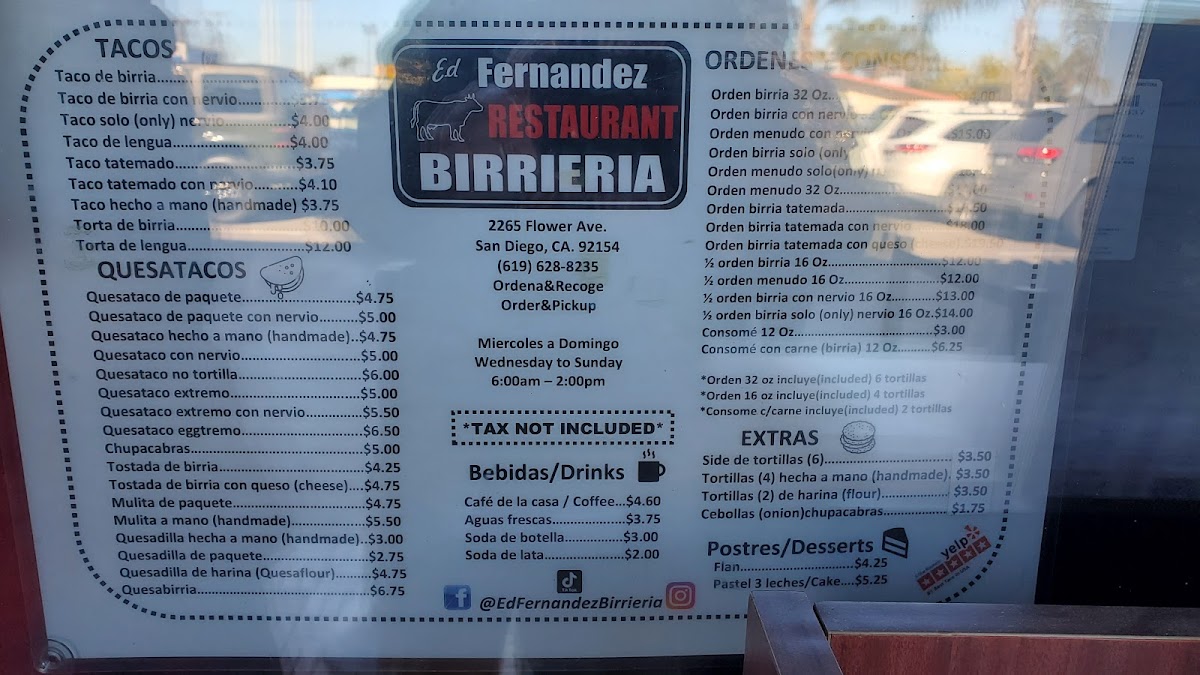 TACOS
Taco de birria
Taco de birria con nervio
Taco solo (only) nervio $4.00
Taco de lengua $4.00
Taco tatemado $3.75
Taco tatemado con nervio $4.10
Taco hecho a mano (handmade) $3.75
Torta de birria
Torta de lengua $12.00
QUESATACOS
Quesataco de paquete $4.75
Quesataco de paquete con nervio $5.00
Quesataco hecho a mano (handmade) $4.75
Quesataco con nervio $5.00
Quesataco no tortilla $6.00
Quesataco extremo $5.00
Quesataco extremo con nervio $5.50
Quesataco eggtremo $6.50
Chupacabras $5.00
Tostada de birria $4.25
Tostada de birria con queso (cheese) $4.75
Mulita de paquete $4.75
Mulita a mano (handmade) $5.50
Quesadilla hecha a mano (handmade) $3.00
Quesadilla de paquete $2.75
Quesadilla de harina (Quesaflour) $4.75
Quesabirria $6.75
Ed Fernandez
RESTAURANT
BIRRIERIA
2265 Flower Ave.
San Diego, CA. 92154
(619) 628-8235
Ordena&Recoge
Order&Pickup
Miercoles a Domingo
Wednesday to Sunday
6:00am – 2:00pm
*TAX NOT INCLUDED*
Bebidas/Drinks
Café de la casa / Coffee...$4.60
Aguas frescas $3.75
Soda de botella $3.00
Soda de lata $2.00
@EdFernandezBirrieria
Orden birria 32 Oz
Orden birria con
Orden menudo con $15.00
Orden birria solo (only
Orden menudo solo(only)
Orden menudo 32 Oz
Orden birria tatemada
Orden birria tatemada con nervio $18.00
Orden birria tatemada con queso
½ orden birria 16 Oz $12.00
½ orden menudo 16 Oz $12.00
½ orden birria con nervio 16 Oz $13.00
½ orden birria solo (only) nervio 16 Oz.$14.00
Consomé 12 Oz $3.00
Consomé con carne (birria) 12 Oz $6.25
*Orden 32 oz incluye(included) 6 tortillas
*Orden 16 oz incluye(included) 4 tortillas
*Consome c/carne incluye(included) 2 tortillas
EXTRAS
Side de tortillas (6) $3.50
Tortillas (4) hecha a mano (handmade). $3.50
Tortillas (2) de harina (flour) $3.50
Cebollas (onion)chupacabras $1.75
Postres/Desserts
Flan $4.25
Pastel 3 leches/Cake....$5.25
yelp